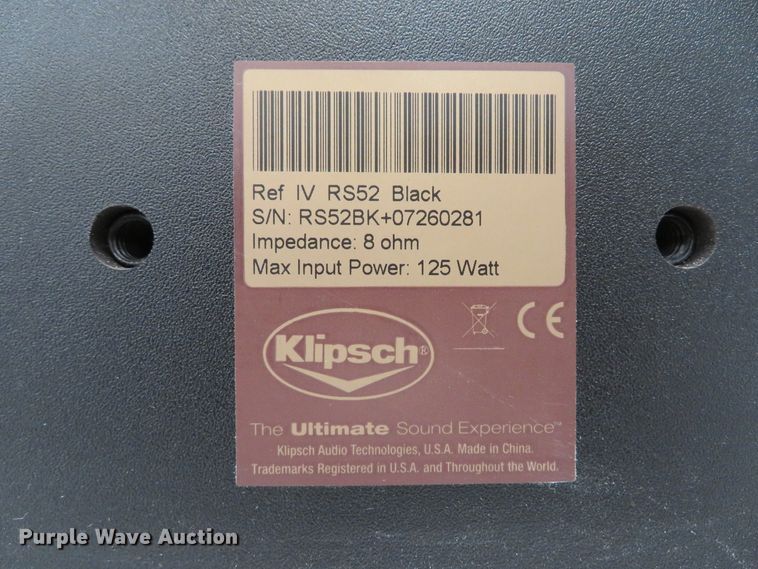 Ref IV RS52 Black
S/N: RS52BK+07260281
Impedance: 8 ohm
Max Input Power: 125 Watt
CE
Klipsch®
The Ultimate Sound Experience™
Klipsch Audio Technologies, U.S.A. Made in China.
Trademarks Registered in U.S.A. and Throughout the World.
Purple Wave Auction